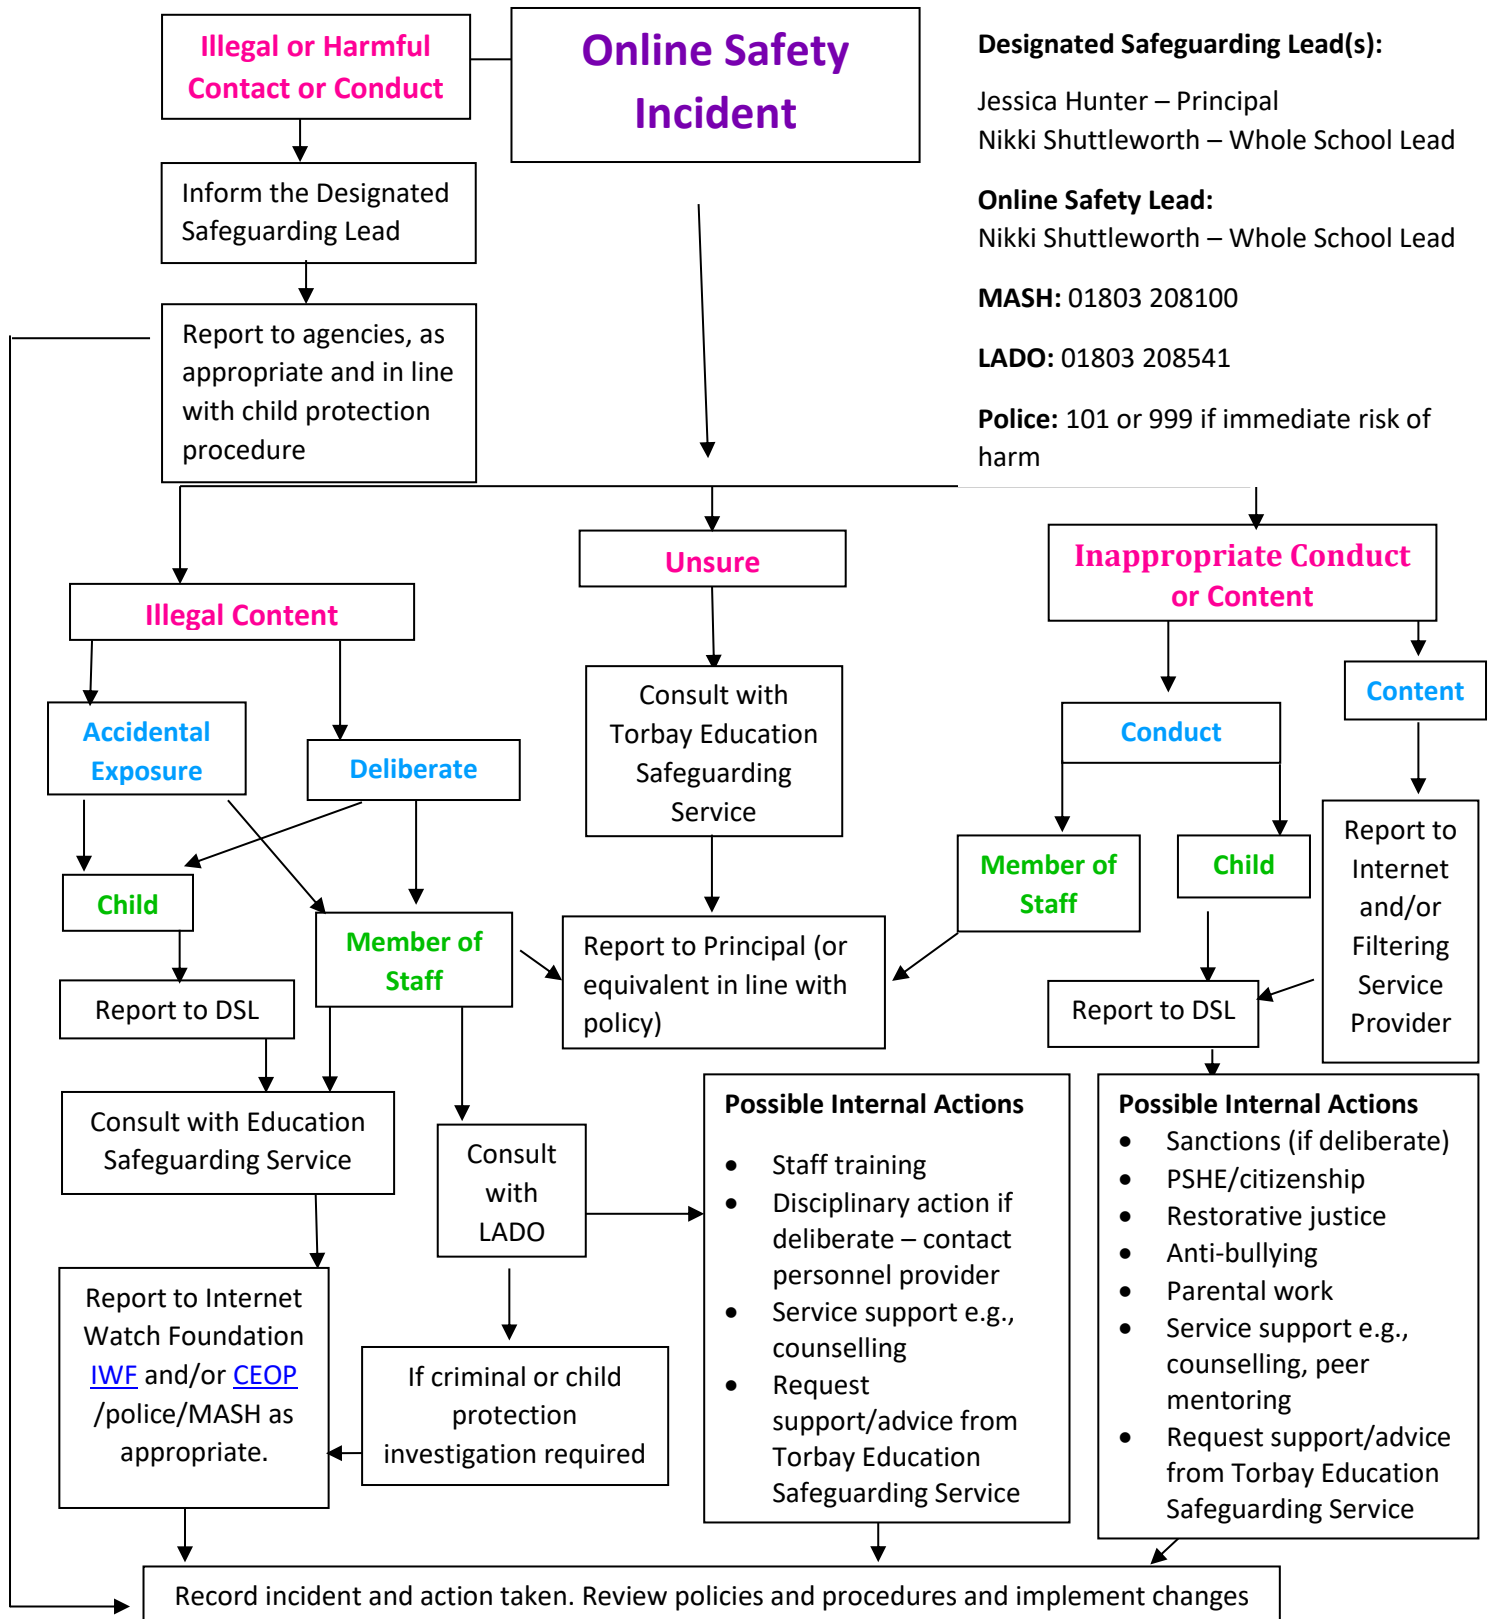 Illegal or Harmful
Contact or Conduct
Online Safety
Incident
Designated Safeguarding Lead(s):
Jessica Hunter – Principal
Nikki Shuttleworth – Whole School Lead
Online Safety Lead:
Nikki Shuttleworth – Whole School Lead
MASH: 01803 208100
LADO: 01803 208541
Police: 101 or 999 if immediate risk of
harm
Inform the Designated
Safeguarding Lead
Report to agencies, as
appropriate and in line
with child protection
procedure
Illegal Content
Unsure
Inappropriate Conduct
or Content
Accidental
Exposure
Deliberate
Consult with
Torbay Education
Safeguarding
Service
Conduct
Content
Child
Member of
Staff
Report to Principal (or
equivalent in line with
policy)
Member of
Staff
Child
Report to
Internet
and/or
Filtering
Service
Provider
Report to DSL
Report to DSL
Consult with Education
Safeguarding Service
Consult
with
LADO
Report to Internet
Watch Foundation
IWF and/or CEOP
/police/MASH as
appropriate.
If criminal or child
protection
investigation required
Possible Internal Actions
• Staff training
• Disciplinary action if
deliberate – contact
personnel provider
• Service support e.g.,
counselling
• Request
support/advice from
Torbay Education
Safeguarding Service
Possible Internal Actions
• Sanctions (if deliberate)
• PSHE/citizenship
• Restorative justice
• Anti-bullying
• Parental work
• Service support e.g.,
counselling, peer
mentoring
• Request support/advice
from Torbay Education
Safeguarding Service
Record incident and action taken. Review policies and procedures and implement changes